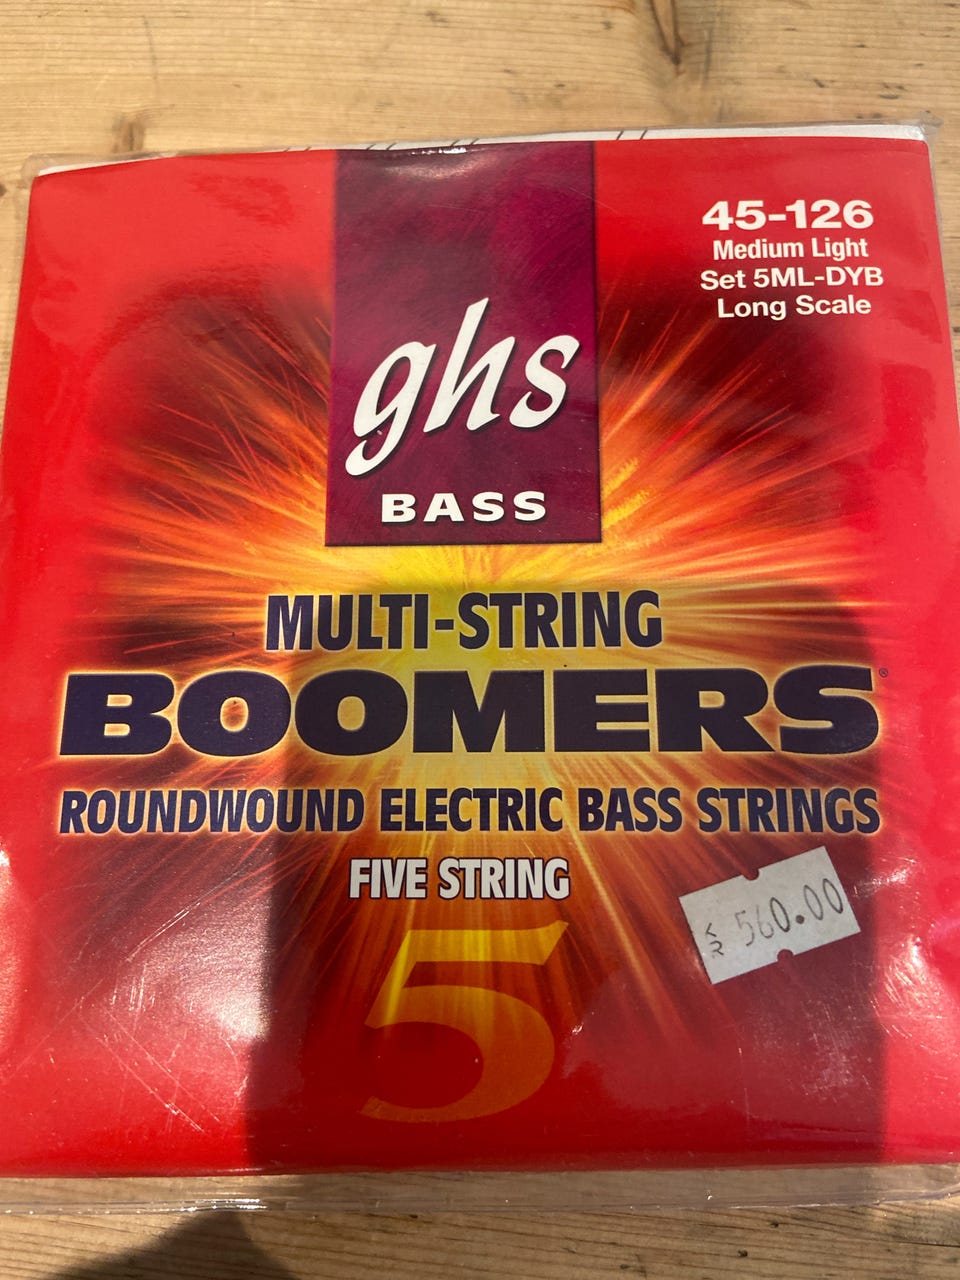 45-126
Medium Light
Set 5ML-DYB
Long Scale
ghs
BASS
MULTI-STRING
BOOMERS®
ROUNDWOUND ELECTRIC BASS STRINGS
FIVE STRING
KR 560.00
5